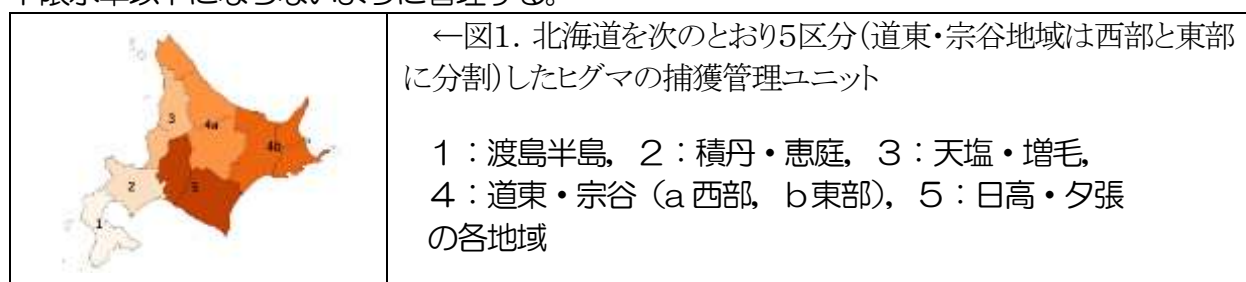 下限水準以下にならないように管理する。
←図1. 北海道を次のとおり5区分(道東・宗谷地域は西部と東部
に分割)したヒグマの捕獲管理ユニット
1:渡島半島, 2:積丹・恵庭, 3:天塩・増毛,
4:道東・宗谷(a西部, b東部), 5:日高・夕張
の各地域
3
4a
4b
2
5
1